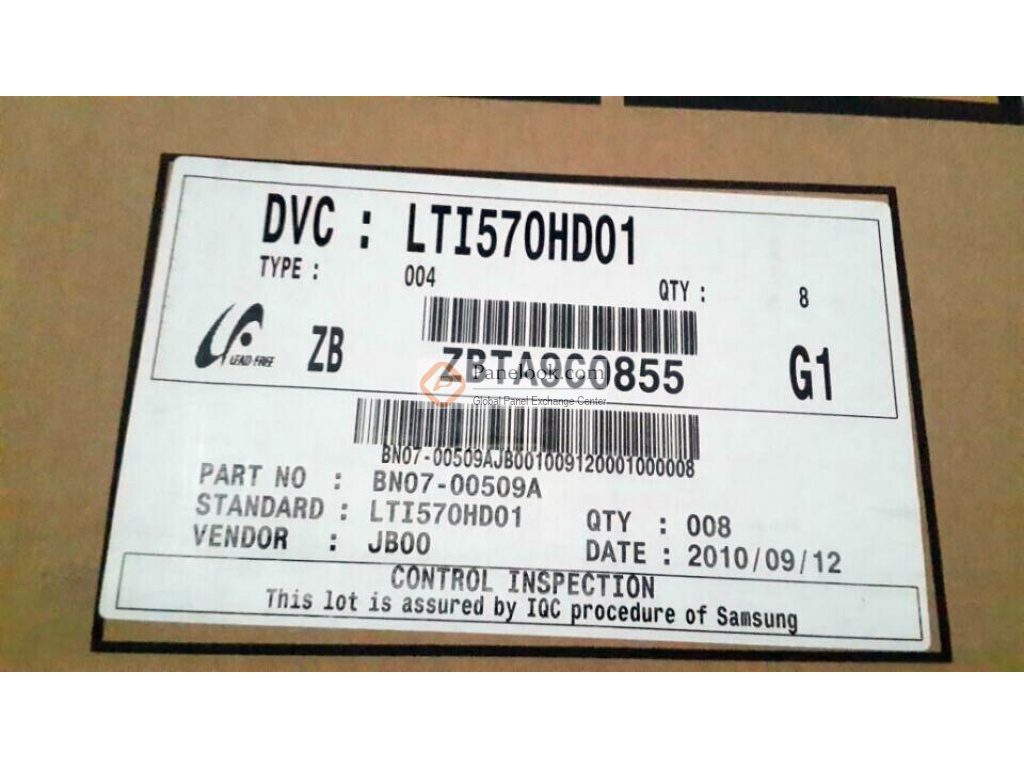 DVC : LTI570HD01
TYPE : 004 QTY : 8
LEAD-FREE ZB ZBTA9C0855 G1
Panelook.com
Global Panel Exchange Center
BN07-00509AJB001009120001000008
PART NO : BN07-00509A
STANDARD : LTI570HD01 QTY : 008
VENDOR : JB00 DATE : 2010/09/12
CONTROL INSPECTION
This lot is assured by IQC procedure of Samsung